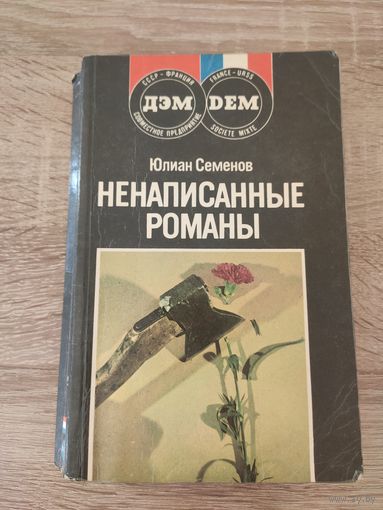 СССР - ФРАНЦИЯ
ДЭМ
СОВМЕСТНОЕ ПРЕДПРИЯТИЕ
FRANCE - URSS
DEM
SOCIETE MIXTE
Юлиан Семенов
НЕНАПИСАННЫЕ
РОМАНЫ